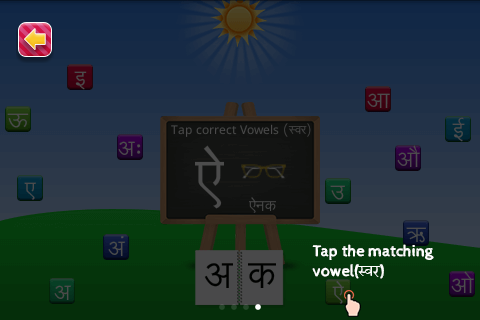 इ
आ
ऊ
ई
Tap correct Vowels (स्वर)
अः
औ
ऐ
ए
उ
ऐनक
ऋ
अं
Tap the matching
vowel(स्वर)
अ क
ओ
अ
ऐ